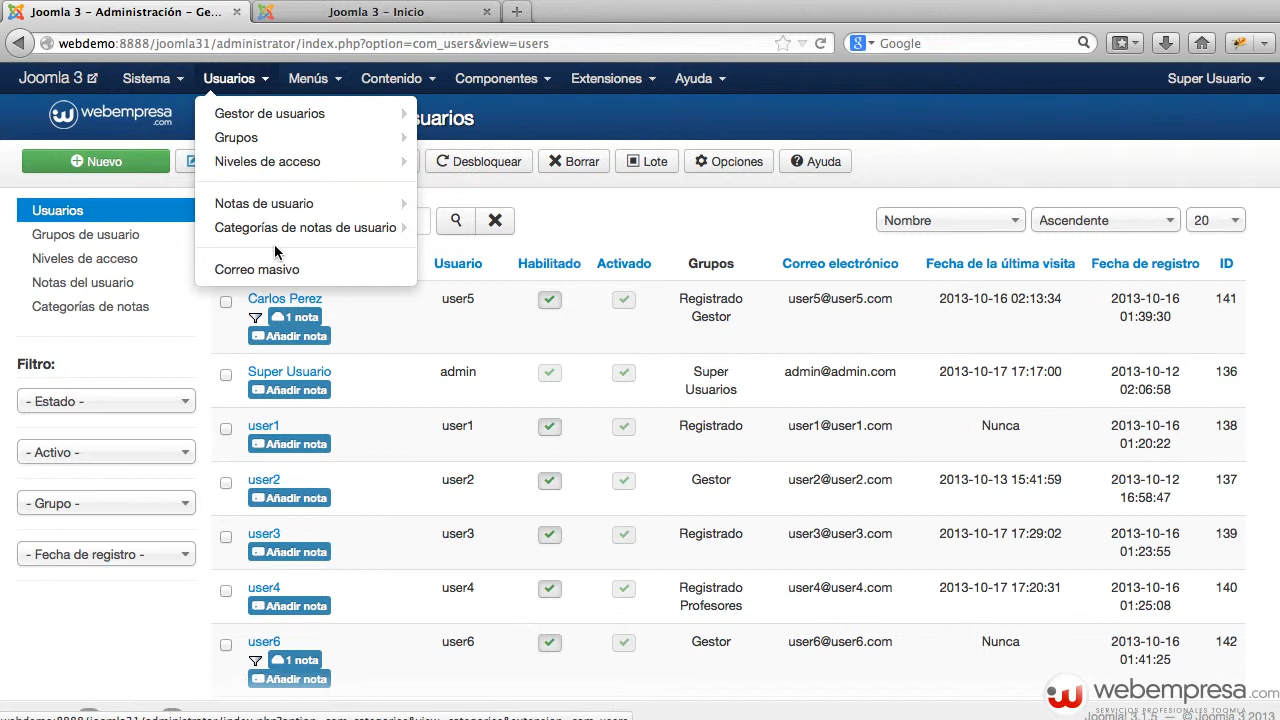 Joomla 3 - Administración - Ge...
Joomla 3 - Inicio
webdemo:8888/joomla31/administrator/index.php?option=com_users&view=users
Google
Joomla 3
Sistema
Usuarios
Menús
Contenido
Componentes
Extensiones
Ayuda
Super Usuario
webempresa
.com
suarios
Gestor de usuarios
Grupos
Niveles de acceso
Notas de usuario
Categorías de notas de usuario
Correo masivo
Nuevo
Desbloquear
Borrar
Lote
Opciones
Ayuda
Usuarios
Grupos de usuario
Niveles de acceso
Notas del usuario
Categorías de notas
Filtro:
- Estado -
- Activo -
- Grupo -
- Fecha de registro -
Nombre
Ascendente
20
Usuario Habilitado Activado Grupos Correo electrónico Fecha de la última visita Fecha de registro ID
Carlos Perez user5 Registrado user5@user5.com 2013-10-16 02:13:34 2013-10-16 141
1 nota Gestor 01:39:30
Añadir nota
Super Usuario admin Super admin@admin.com 2013-10-17 17:17:00 2013-10-12 136
Añadir nota Usuarios 02:06:58
user1 user1 Registrado user1@user1.com Nunca 2013-10-16 138
Añadir nota 01:20:22
user2 user2 Gestor user2@user2.com 2013-10-13 15:41:59 2013-10-12 137
Añadir nota 16:58:47
user3 user3 Registrado user3@user3.com 2013-10-17 17:29:02 2013-10-16 139
Añadir nota 01:23:55
user4 user4 Registrado user4@user4.com 2013-10-17 17:20:31 2013-10-16 140
Añadir nota Profesores 01:25:08
user6 user6 Gestor user6@user6.com Nunca 2013-10-16 142
1 nota 01:41:25
Añadir nota
webempresa.com
SERVICIOS PROFESIONALES JOOMLA